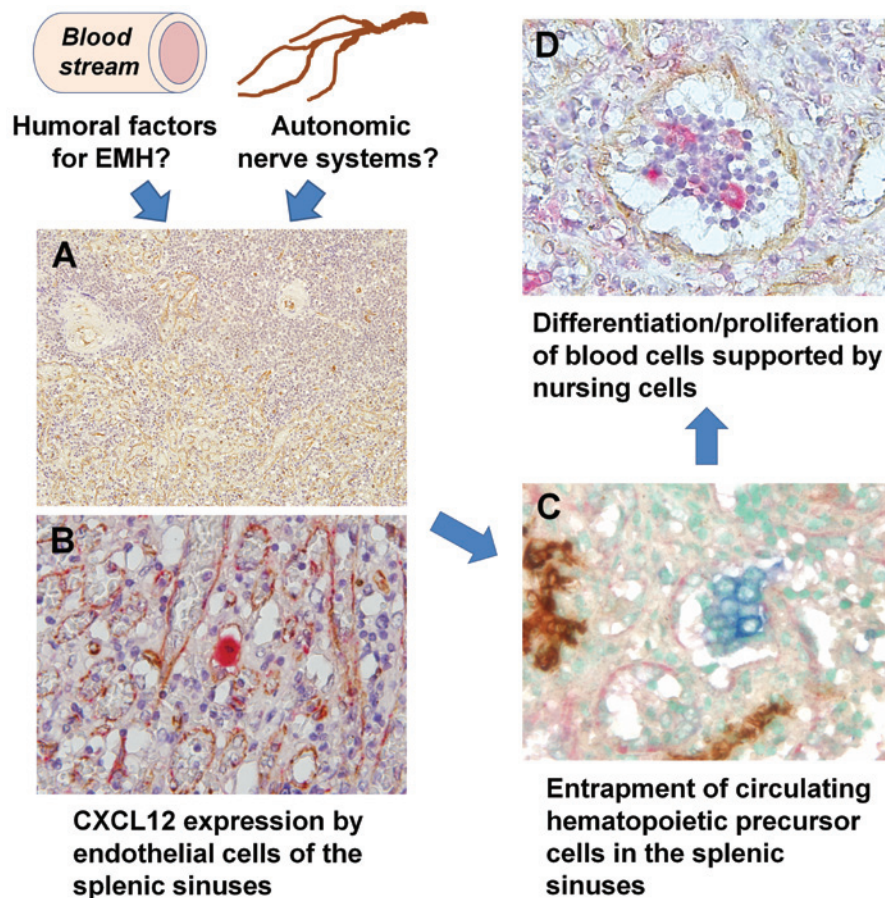 Blood
stream
Humoral factors
for EMH?
Autonomic
nerve systems?
A
B
CXCL12 expression by
endothelial cells of the
splenic sinuses
C
Entrapment of circulating
hematopoietic precursor
cells in the splenic
sinuses
D
Differentiation/proliferation
of blood cells supported by
nursing cells